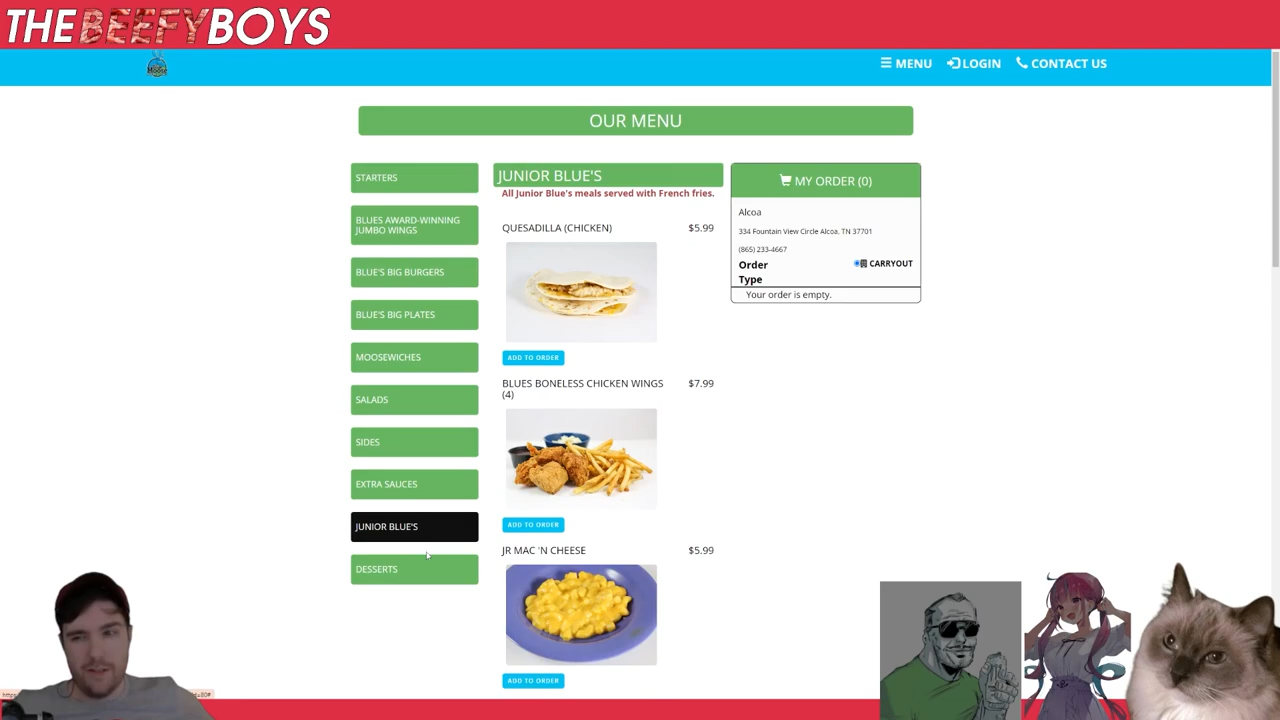 THEBEEFYBOYS
Moose
MENU
LOGIN
CONTACT US
OUR MENU
STARTERS
BLUES AWARD-WINNING
JUMBO WINGS
BLUE'S BIG BURGERS
BLUE'S BIG PLATES
MOOSEWICHES
SALADS
SIDES
EXTRA SAUCES
JUNIOR BLUE'S
DESSERTS
JUNIOR BLUE'S
All Junior Blue's meals served with French fries.
QUESADILLA (CHICKEN) $5.99
ADD TO ORDER
BLUES BONELESS CHICKEN WINGS $7.99
(4)
ADD TO ORDER
JR MAC 'N CHEESE $5.99
ADD TO ORDER
MY ORDER (0)
Alcoa
334 Fountain View Circle Alcoa, TN 37701
(865) 233-4667
Order CARRYOUT
Type
Your order is empty.